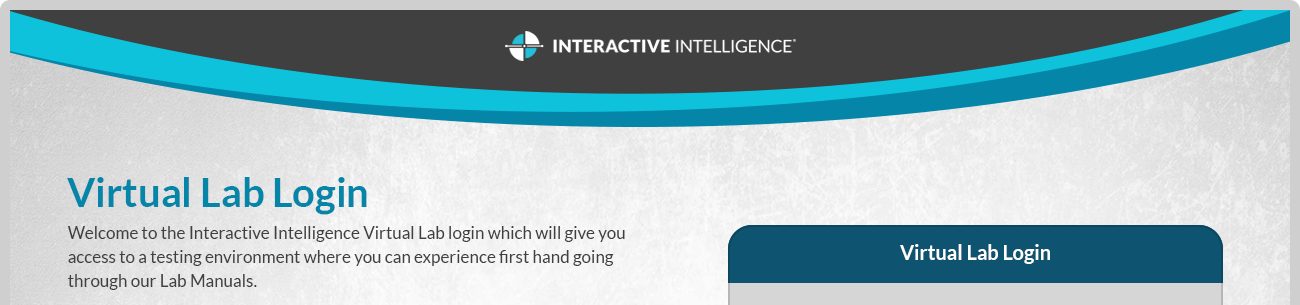 INTERACTIVE INTELLIGENCE®
Virtual Lab Login
Welcome to the Interactive Intelligence Virtual Lab login which will give you
access to a testing environment where you can experience first hand going
through our Lab Manuals.
Virtual Lab Login